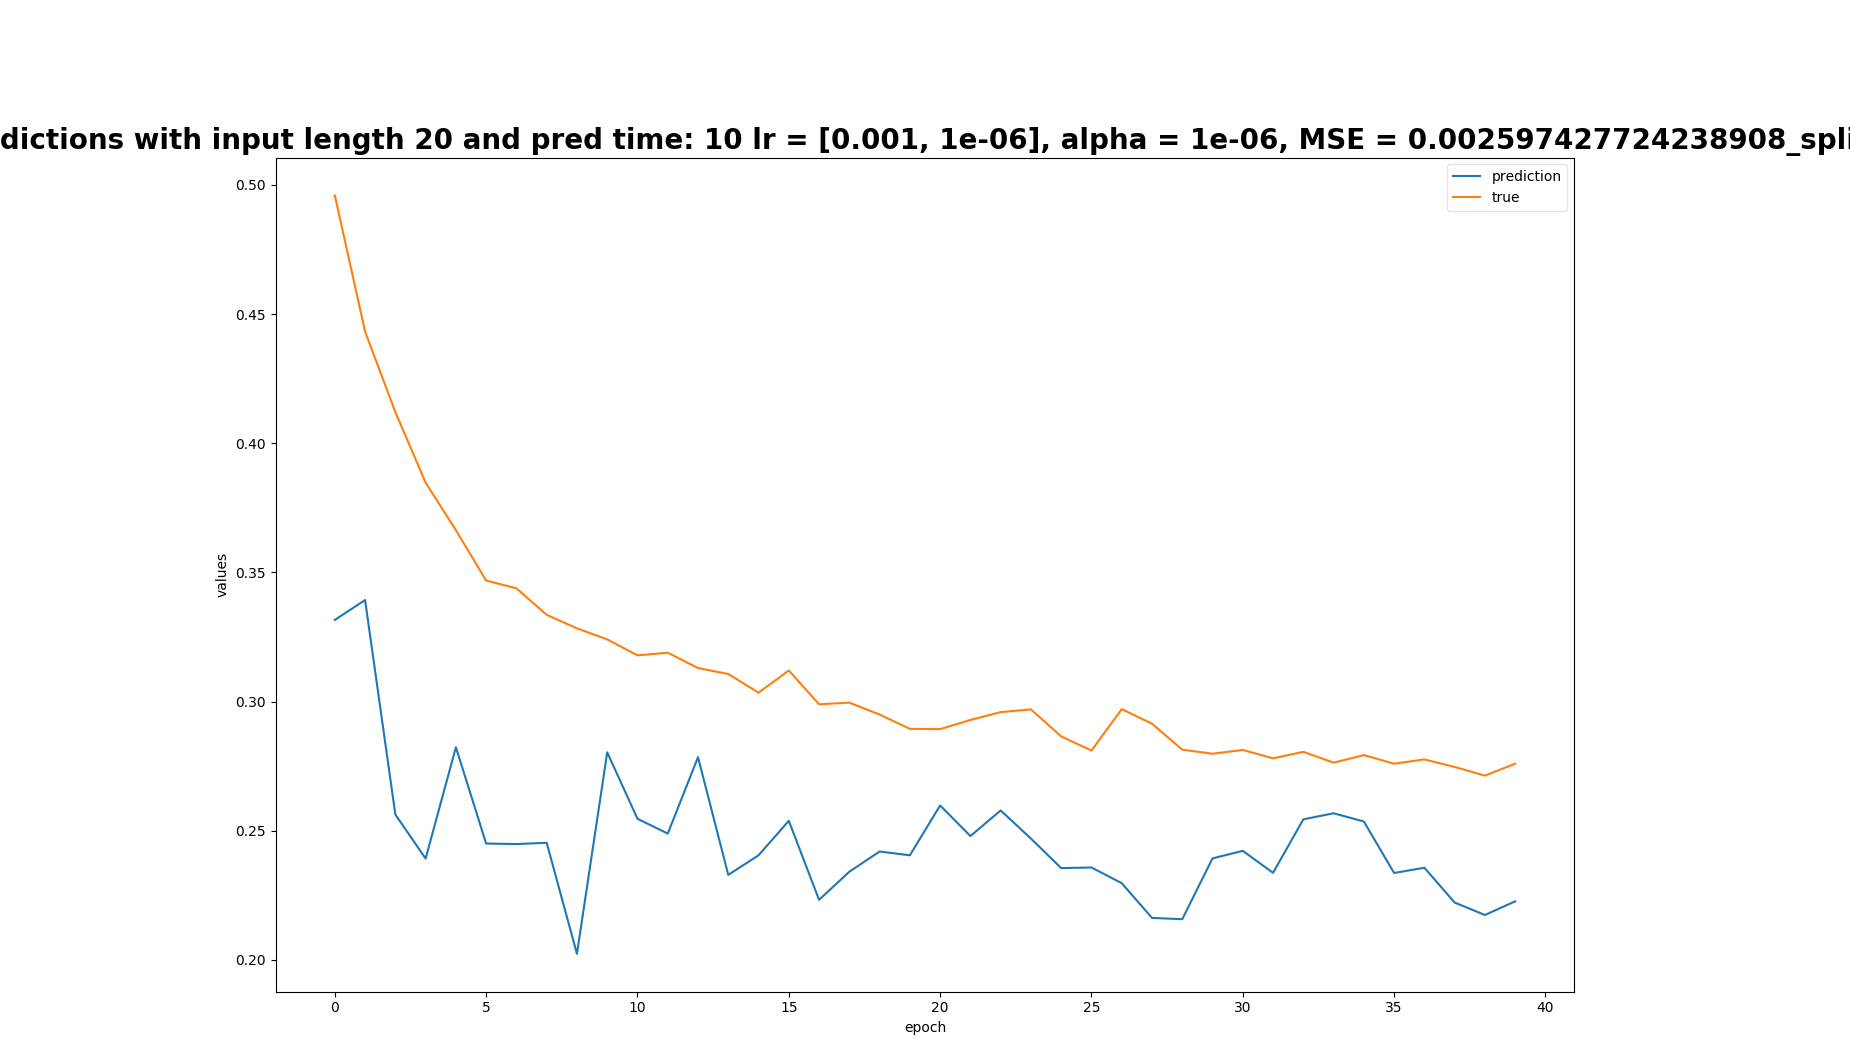 dictions with input length 20 and pred time: 10 lr = [0.001, 1e-06], alpha = 1e-06, MSE = 0.002597427724238908_spli
prediction
true
0.50
0.45
0.40
0.35
0.30
0.25
0.20
values
0 5 10 15 20 25 30 35 40
epoch